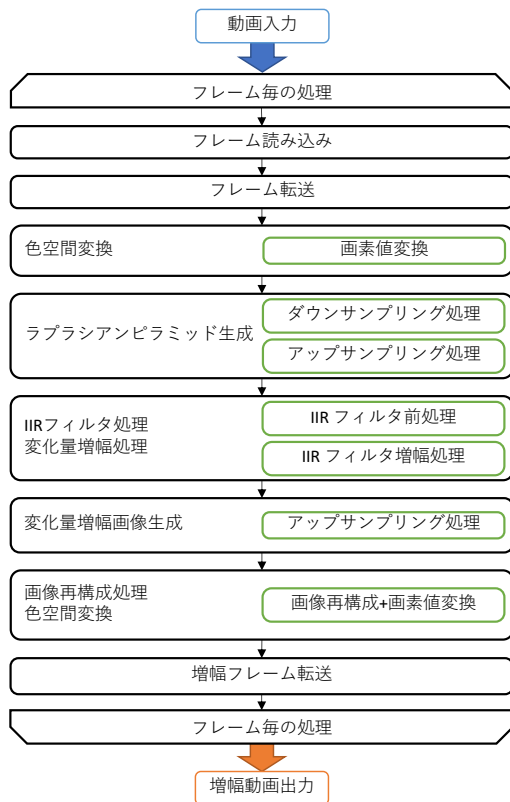 動画入力
フレーム毎の処理
フレーム読み込み
フレーム転送
色空間変換
画素値変換
ラプラシアンピラミッド生成
ダウンサンプリング処理
アップサンプリング処理
IIRフィルタ処理
変化量増幅処理
IIR フィルタ前処理
IIR フィルタ増幅処理
変化量増幅画像生成
アップサンプリング処理
画像再構成処理
色空間変換
画像再構成+画素値変換
増幅フレーム転送
フレーム毎の処理
増幅動画出力